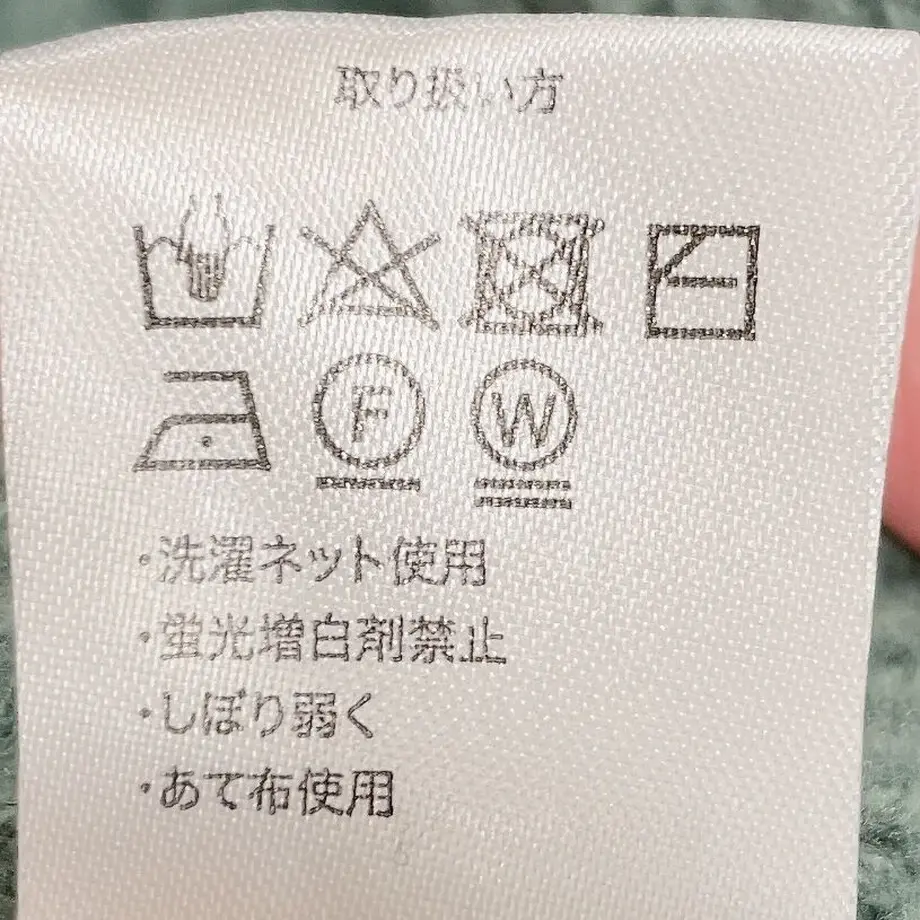 取り扱い方
F W
・洗濯ネット使用
・蛍光増白剤禁止
・しぼり弱く
・あて布使用